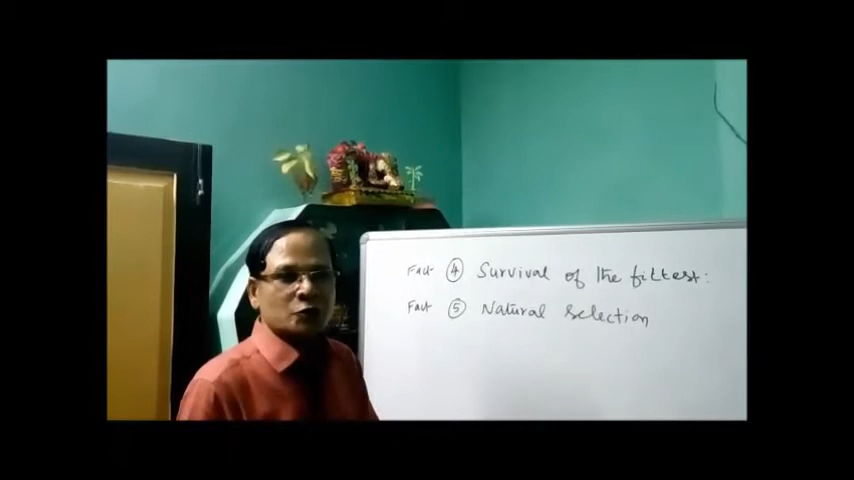 Fact ④ Survival of the fittest:
Fact ⑤ Natural Selection